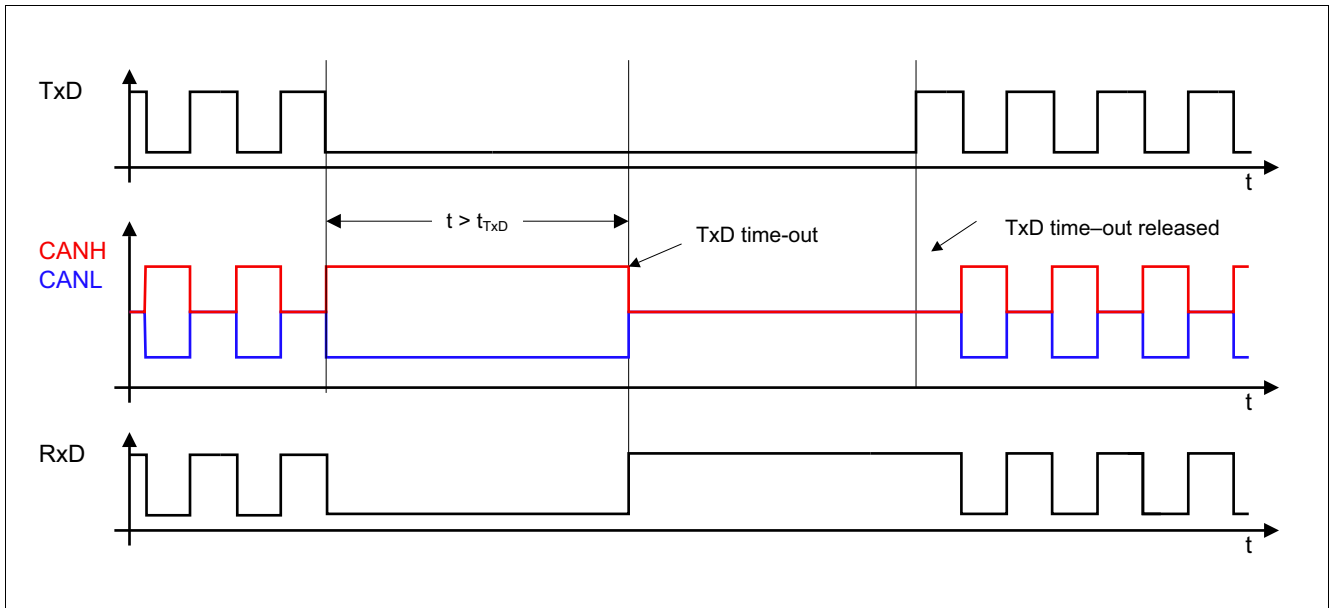 TxD
t
t > tTxD
TxD time-out
TxD time–out released
CANH
CANL
t
RxD
t